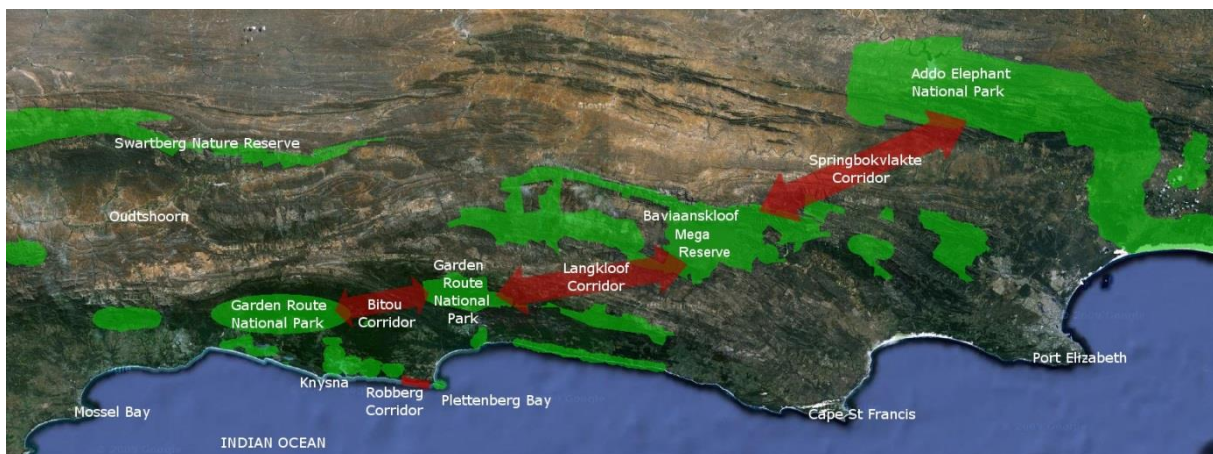 Addo Elephant
National Park
Swartberg Nature Reserve
Springbokvlakte
Corridor
Oudtshoorn
Baviaanskloof
Mega
Reserve
Garden
Route
National
Park
Langkloof
Corridor
Garden Route
National Park
Bitou
Corridor
Port Elizabeth
Knysna
Robberg
Corridor
Plettenberg Bay
Mossel Bay
Cape St Francis
INDIAN OCEAN